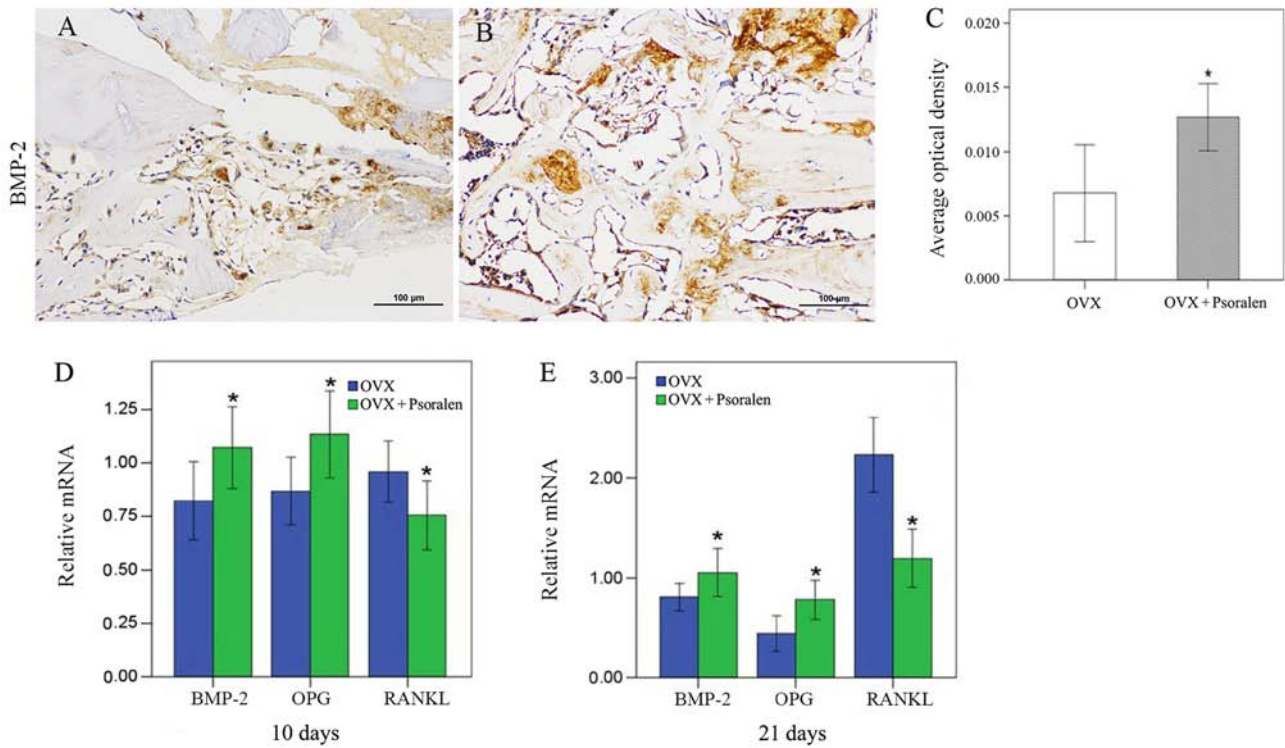 A
BMP-2
100 μm
B
100 μm
C
Average optical density
0.020
0.015
0.010
0.005
0.000
*
OVX
OVX + Psoralen
D
Relative mRNA
1.25
1.00
0.75
0.50
0.25
0.00
* * *
OVX
OVX + Psoralen
BMP-2 OPG RANKL
10 days
E
Relative mRNA
3.00
2.00
1.00
0.00
OVX
OVX + Psoralen
* * *
BMP-2 OPG RANKL
21 days